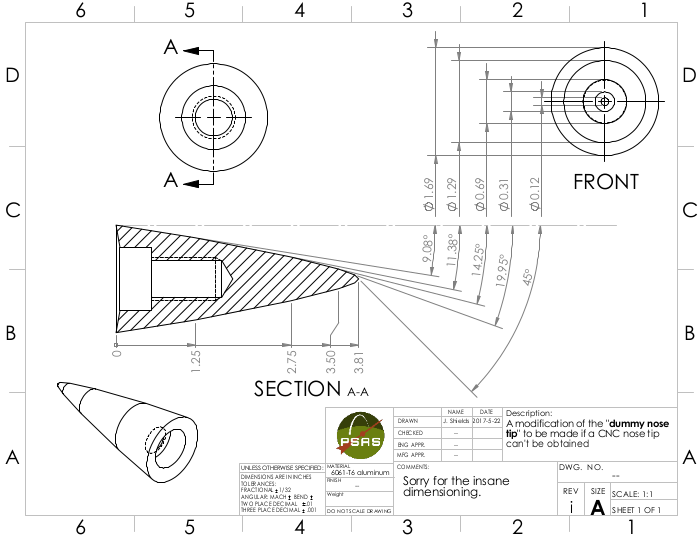 6 5 4 3 2 1
D
D
A
A
FRONT
Ø 1.69
Ø 1.29
Ø 0.69
Ø 0.31
Ø 0.12
C
C
9.08°
11.38°
14.25°
19.95°
45°
B
B
0
1.25
2.75
3.50
3.81
SECTION A-A
A
A
PSAS
NAME DATE
DRAWN J. Shields 2017-5-22
CHECKED --
ENG APPR. --
MFG APPR. --
Description:
A modification of the "dummy nose
tip" to be made if a CNC nose tip
can't be obtained
UNLESS OTHERWISE SPECIFIED:
DIMENSIONS ARE IN INCHES
TOLERANCES:
FRACTIONAL ± 1/32
ANGULAR: MACH ± BEND ±
TWO PLACE DECIMAL ±.01
THREE PLACE DECIMAL ± .001
MATERIAL
6061-T6 aluminum
FINISH
--
Weight
DO NOT SCALE DRAWING
COMMENTS:
Sorry for the insane
dimensioning.
DWG. NO.
--
REV
i
SIZE
A
SCALE: 1:1
SHEET 1 OF 1
6 5 4 3 2 1